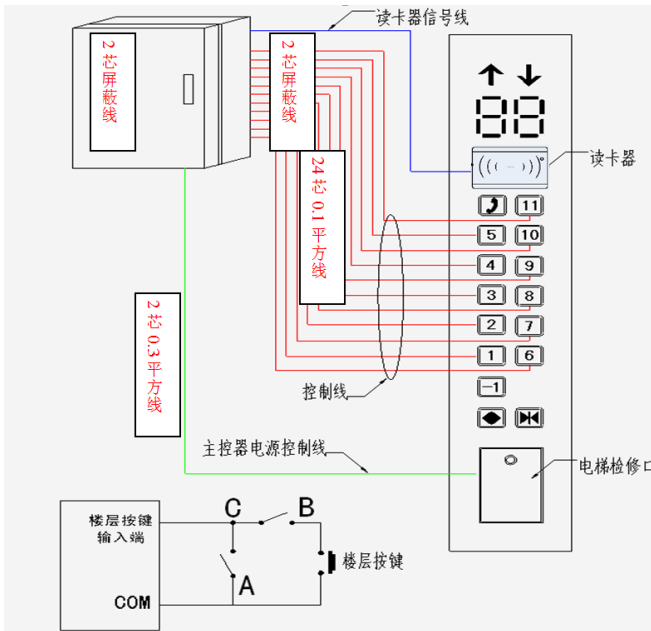 读卡器信号线
2芯屏蔽线
2芯屏蔽线
88
读卡器
24芯0.1平方线
11
5 10
4 9
3 8
2 7
1 6
-1
2芯0.3平方线
控制线
主控器电源控制线
电梯检修口
楼层按键
输入端
COM
C
B
A
楼层按键